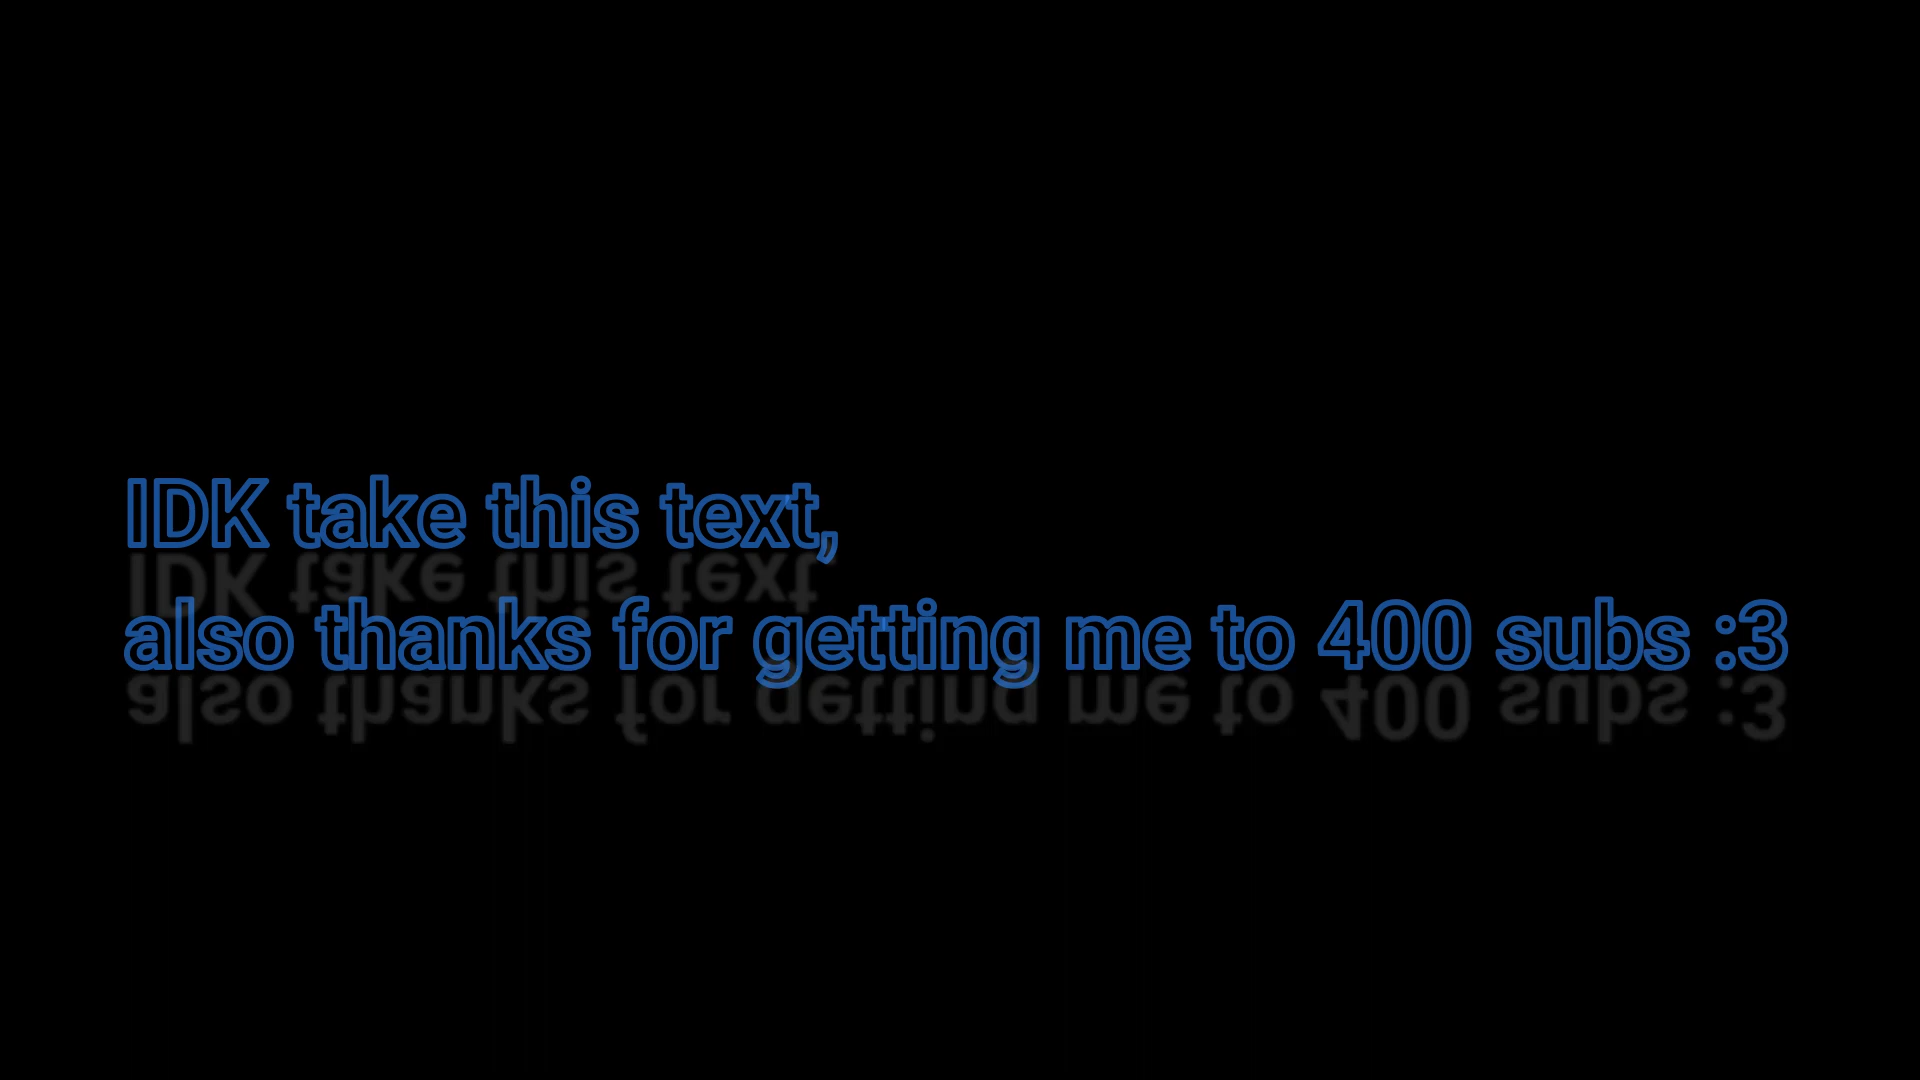 IDK take this text,
also thanks for getting me to 400 subs :3